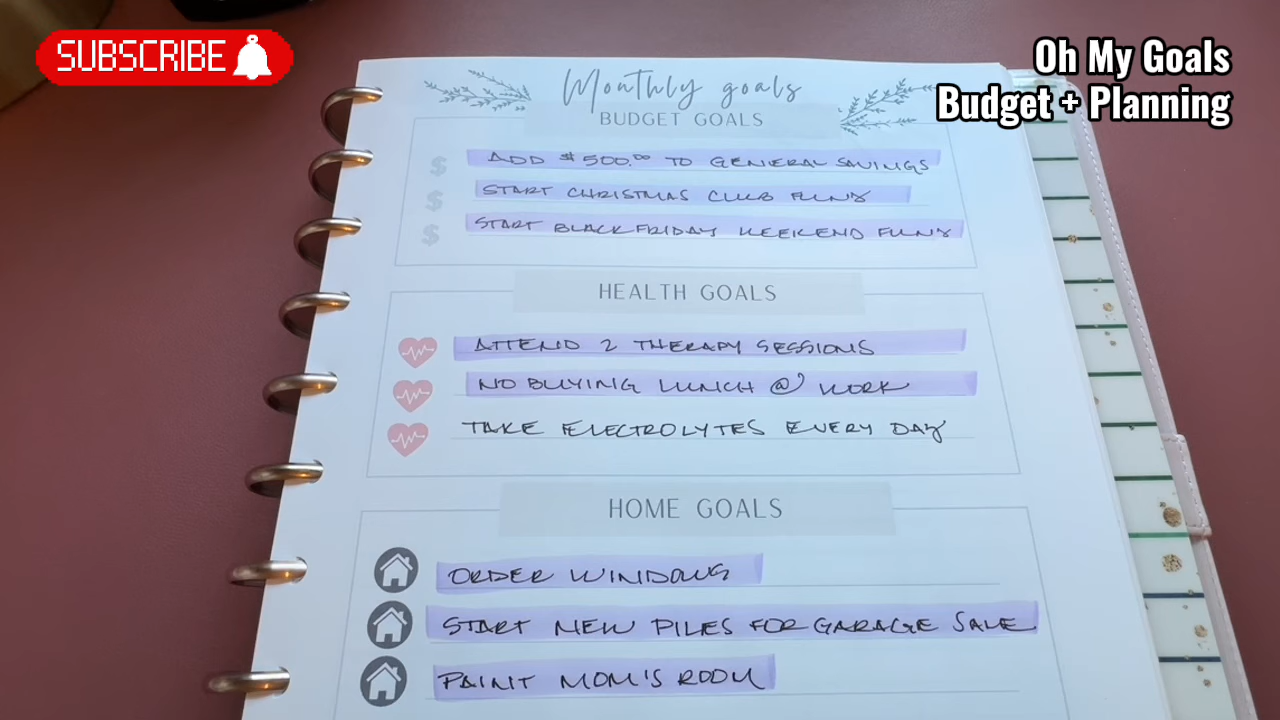 SUBSCRIBE
Oh My Goals
Budget + Planning
Monthly goals
BUDGET GOALS
ADD $500.00 TO GENERAL SAVINGS
START CHRISTMAS CLUB FUND
START BLACK FRIDAY WEEKEND FUND
HEALTH GOALS
ATTEND 2 THERAPY SESSIONS
NO BUYING LUNCH @ WORK
TAKE ELECTROLYTES EVERY DAY
HOME GOALS
ORDER WINDOWS
START NEW PILES FOR GARAGE SALE
PAINT MOM'S ROOM